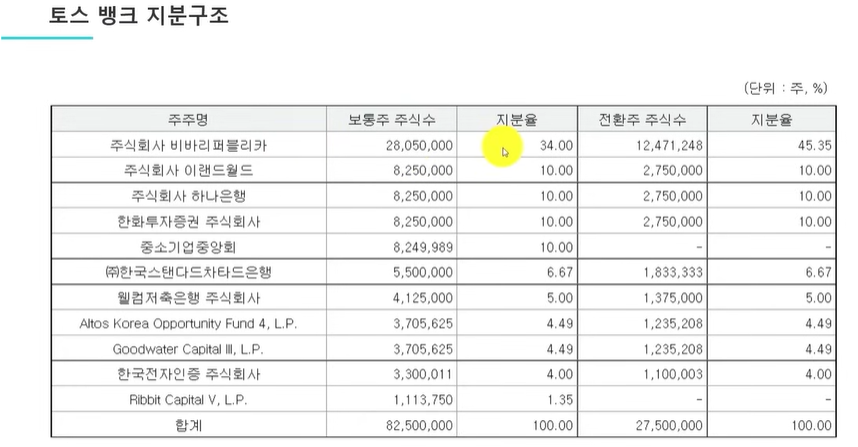 토스 뱅크 지분구조
(단위 : 주, %)
주주명 보통주 주식수 지분율 전환주 주식수 지분율
주식회사 비바리퍼블리카 28,050,000 34.00 12,471,248 45.35
주식회사 이랜드월드 8,250,000 10.00 2,750,000 10.00
주식회사 하나은행 8,250,000 10.00 2,750,000 10.00
한화투자증권 주식회사 8,250,000 10.00 2,750,000 10.00
중소기업중앙회 8,249,989 10.00 - -
㈜한국스탠다드차타드은행 5,500,000 6.67 1,833,333 6.67
웰컴저축은행 주식회사 4,125,000 5.00 1,375,000 5.00
Altos Korea Opportunity Fund 4, L.P. 3,705,625 4.49 1,235,208 4.49
Goodwater Capital III, L.P. 3,705,625 4.49 1,235,208 4.49
한국전자인증 주식회사 3,300,011 4.00 1,100,003 4.00
Ribbit Capital V, L.P. 1,113,750 1.35 - -
합계 82,500,000 100.00 27,500,000 100.00